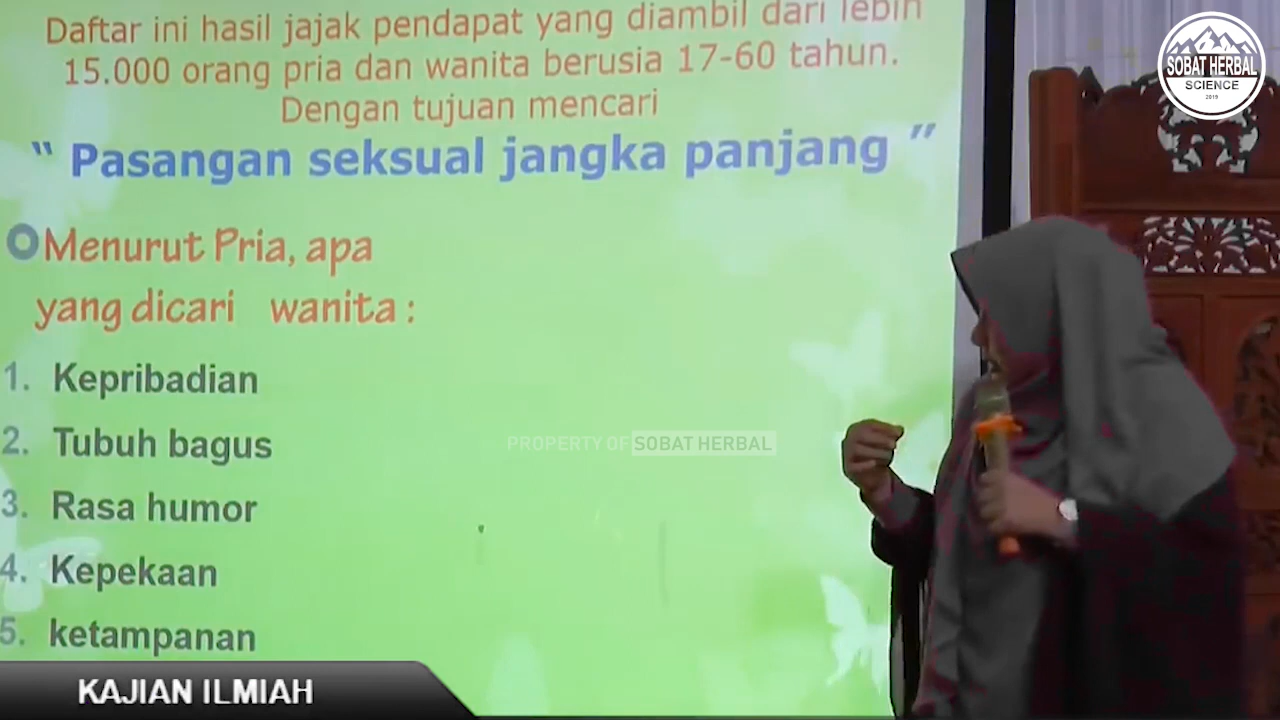 Daftar ini hasil jajak pendapat yang diambil dari lebih
15.000 orang pria dan wanita berusia 17-60 tahun.
Dengan tujuan mencari
“ Pasangan seksual jangka panjang ”
Menurut Pria, apa
yang dicari wanita :
1. Kepribadian
2. Tubuh bagus
3. Rasa humor
4. Kepekaan
5. ketampanan
PROPERTY OF SOBAT HERBAL
SOBAT HERBAL
SCIENCE
2019
KAJIAN ILMIAH